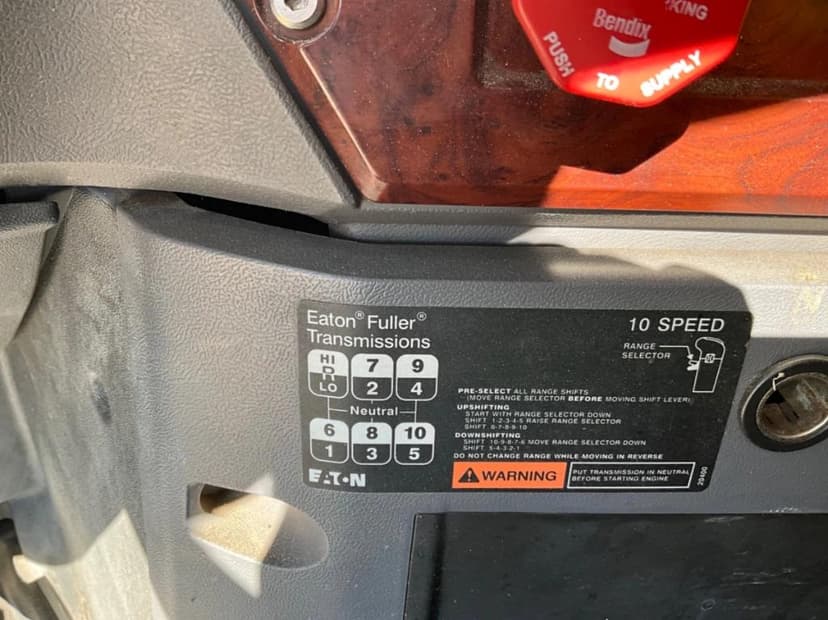 Bendix
KING
PUSH TO SUPPLY
Eaton® Fuller®
Transmissions
10 SPEED
RANGE
SELECTOR
HI 7 9
R
LO 2 4
Neutral
6 8 10
1 3 5
EATON
PRE-SELECT ALL RANGE SHIFTS
(MOVE RANGE SELECTOR BEFORE MOVING SHIFT LEVER)
UPSHIFTING
START WITH RANGE SELECTOR DOWN
SHIFT 1-2-3-4-5 RAISE RANGE SELECTOR
SHIFT 6-7-8-9-10
DOWNSHIFTING
SHIFT 10-9-8-7-6 MOVE RANGE SELECTOR DOWN
SHIFT 5-4-3-2-1
DO NOT CHANGE RANGE WHILE MOVING IN REVERSE
WARNING
PUT TRANSMISSION IN NEUTRAL
BEFORE STARTING ENGINE
20400